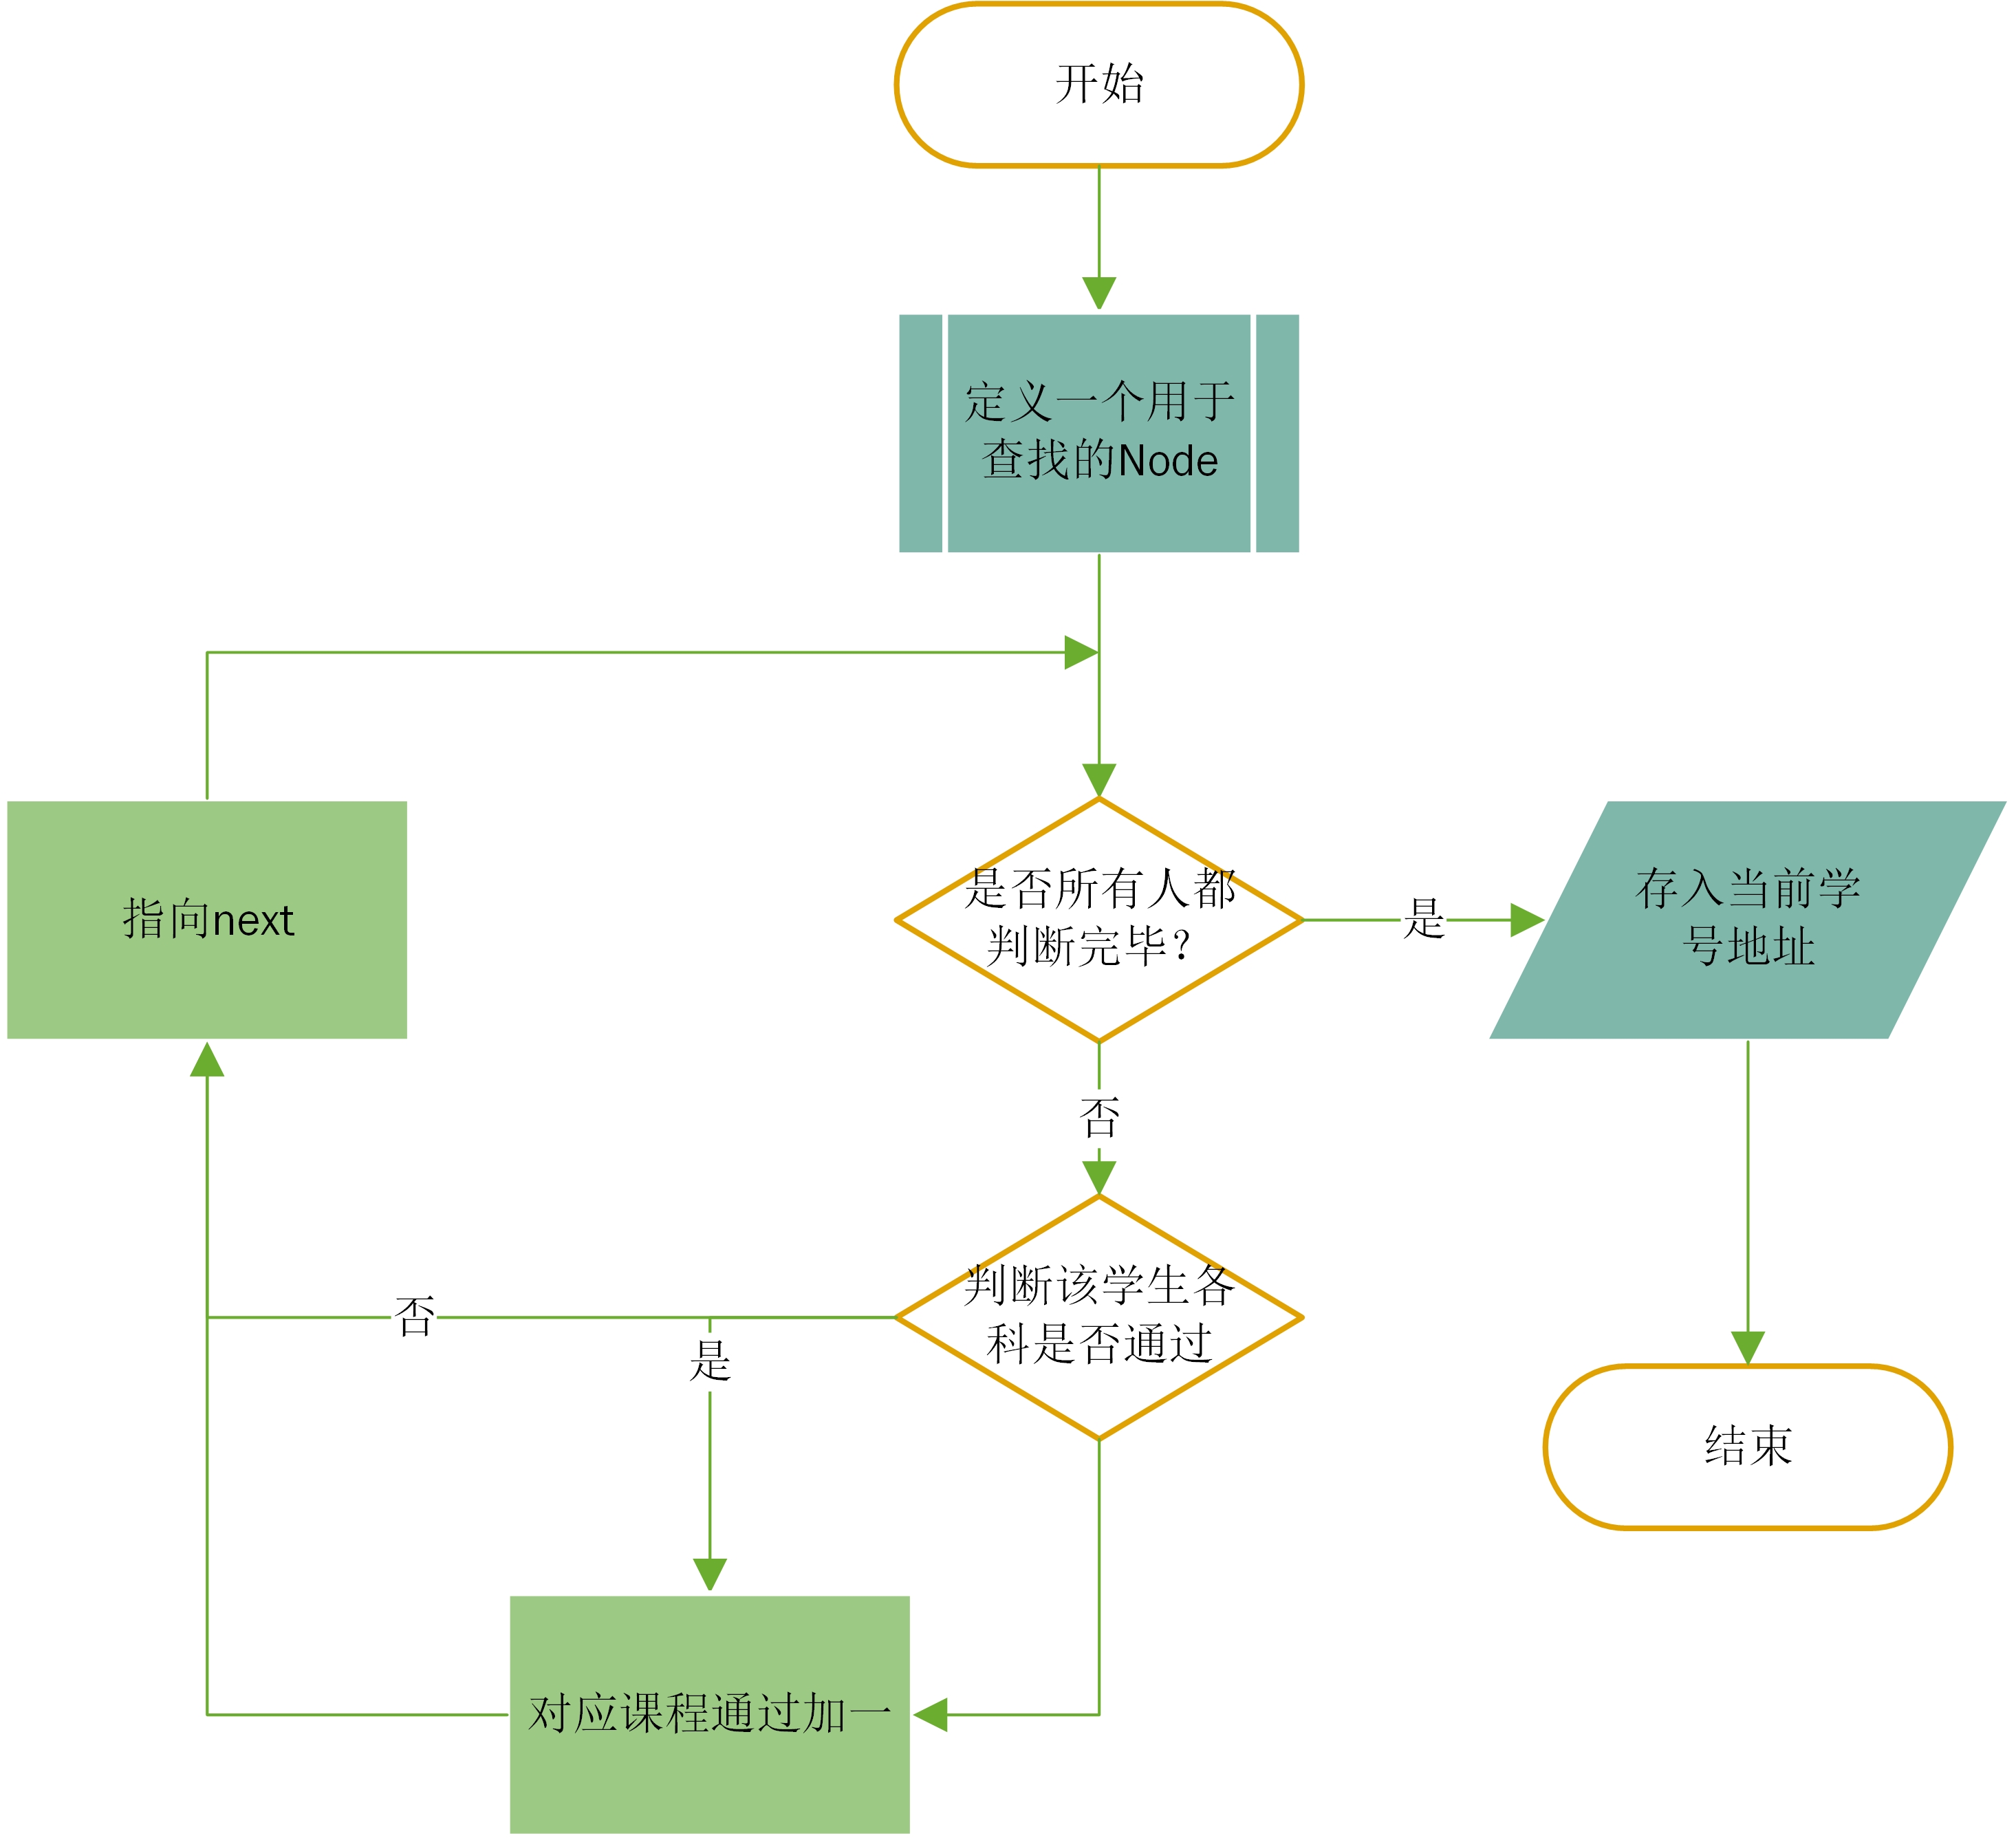 开始
定义一个用于
查找的Node
指向next
是否所有人都
判断完毕？
是
存入当前学
号地址
否
判断该学生各
科是否通过
否
是
结束
对应课程通过加一